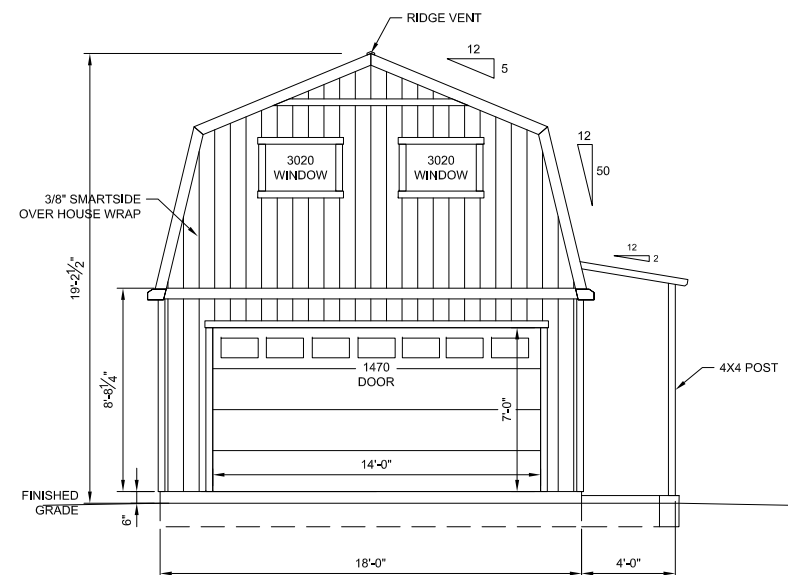 RIDGE VENT
12
5
12
50
3020
WINDOW
3020
WINDOW
3/8" SMARTSIDE
OVER HOUSE WRAP
12
2
19'-2½"
8'-8¼"
1470
DOOR
4X4 POST
7'-0"
14'-0"
FINISHED
GRADE
6"
18'-0"
4'-0"